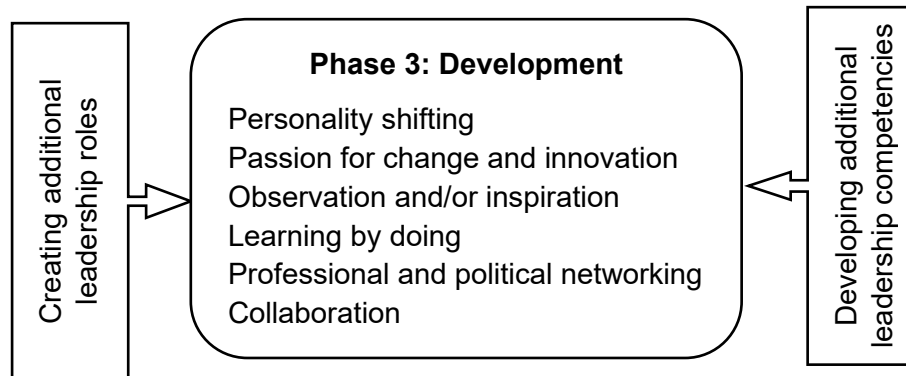 Creating additional
leadership roles
Phase 3: Development
Personality shifting
Passion for change and innovation
Observation and/or inspiration
Learning by doing
Professional and political networking
Collaboration
Developing additional
leadership competencies